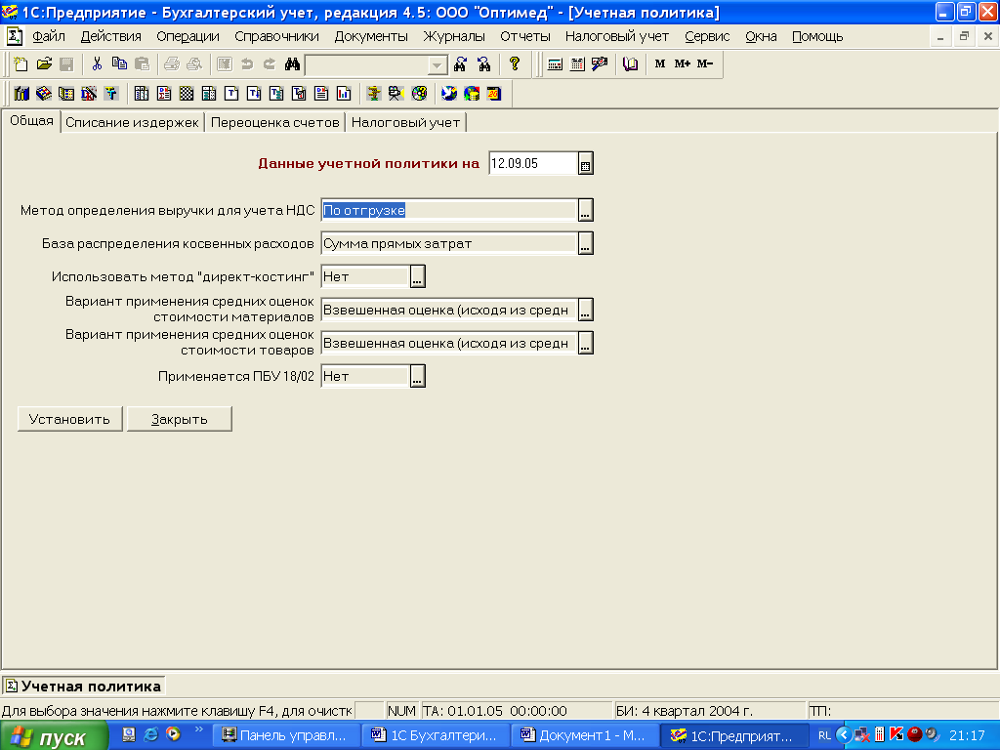 1С:Предприятие - Бухгалтерский учет, редакция 4.5: ООО "Оптимед" - [Учетная политика]
Файл Действия Операции Справочники Документы Журналы Отчеты Налоговый учет Сервис Окна Помощь
М М+ М-
Общая Списание издержек Переоценка счетов Налоговый учет
Данные учетной политики на 12.09.05
Метод определения выручки для учета НДС По отгрузке ...
База распределения косвенных расходов Сумма прямых затрат ...
Использовать метод "директ-костинг" Нет ...
Вариант применения средних оценок
стоимости материалов Взвешенная оценка (исходя из средн ...
Вариант применения средних оценок
стоимости товаров Взвешенная оценка (исходя из средн ...
Применяется ПБУ 18/02 Нет ...
Установить Закрыть
Учетная политика
Для выбора значения нажмите клавишу F4, для очистк NUM ТА: 01.01.05 00:00:00 БИ: 4 квартал 2004 г. ТП:
пуск Панель управл... 1С Бухгалтери... Документ1 - М... 1С:Предприят... RL 21:17